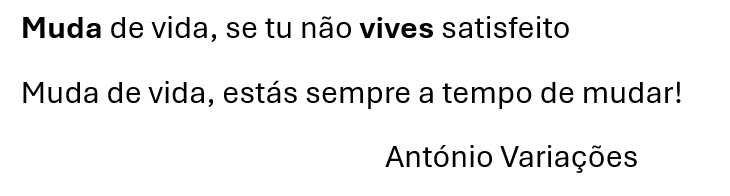 Muda de vida, se tu não vives satisfeito
Muda de vida, estás sempre a tempo de mudar!
António Variações